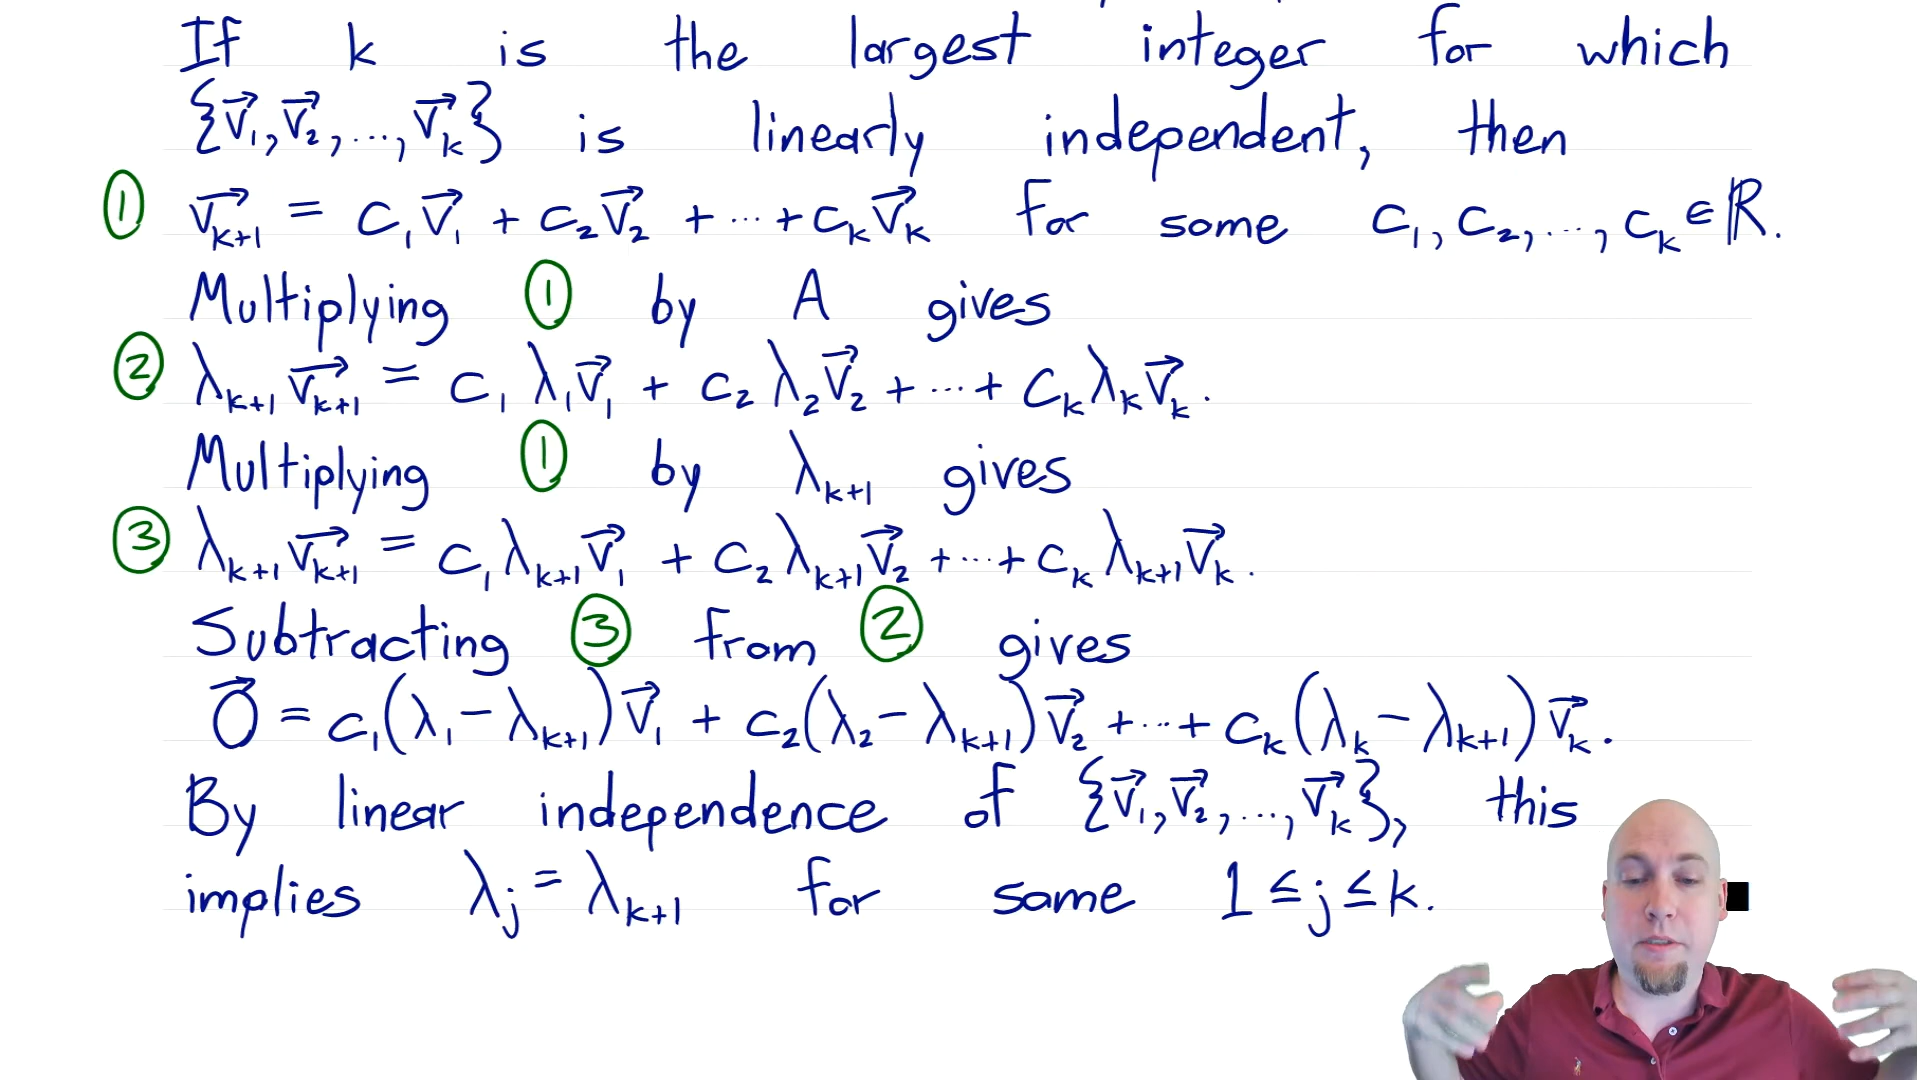 If k is the largest integer for which
{v⃗₁, v⃗₂, ..., v⃗ₖ} is linearly independent, then
① v⃗ₖ₊₁ = c₁v⃗₁ + c₂v⃗₂ + ··· + cₖv⃗ₖ for some c₁, c₂, ..., cₖ ∈ ℝ.
Multiplying ① by A gives
② λₖ₊₁v⃗ₖ₊₁ = c₁λ₁v⃗₁ + c₂λ₂v⃗₂ + ··· + cₖλₖv⃗ₖ.
Multiplying ① by λₖ₊₁ gives
③ λₖ₊₁v⃗ₖ₊₁ = c₁λₖ₊₁v⃗₁ + c₂λₖ₊₁v⃗₂ + ··· + cₖλₖ₊₁v⃗ₖ.
Subtracting ③ from ② gives
0⃗ = c₁(λ₁ − λₖ₊₁)v⃗₁ + c₂(λ₂ − λₖ₊₁)v⃗₂ + ··· + cₖ(λₖ − λₖ₊₁)v⃗ₖ.
By linear independence of {v⃗₁, v⃗₂, ..., v⃗ₖ}, this
implies λⱼ = λₖ₊₁ for some 1 ≤ j ≤ k.